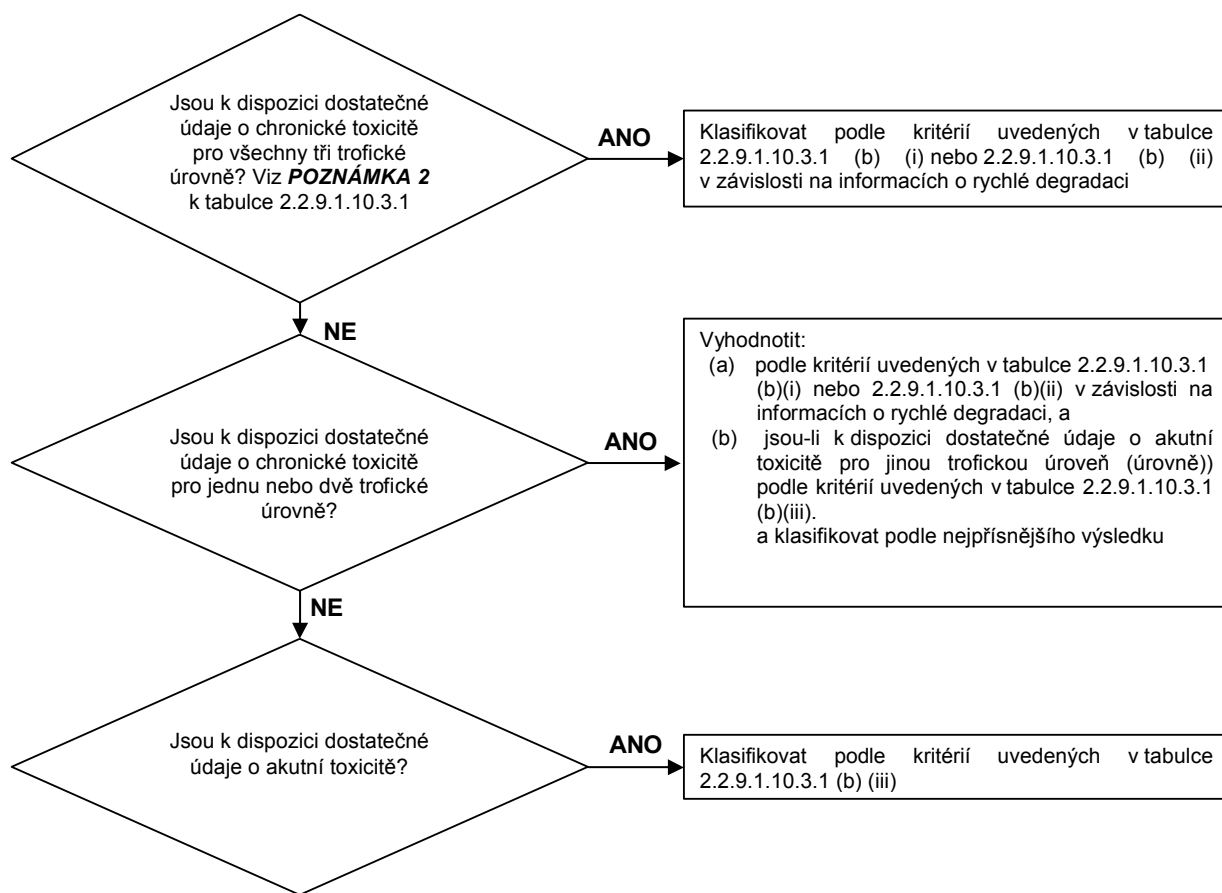 Jsou k dispozici dostatečné
údaje o chronické toxicitě
pro všechny tři trofické
úrovně? Viz POZNÁMKA 2
k tabulce 2.2.9.1.10.3.1
ANO
Klasifikovat podle kritérií uvedených v tabulce
2.2.9.1.10.3.1 (b) (i) nebo 2.2.9.1.10.3.1 (b) (ii)
v závislosti na informacích o rychlé degradaci
NE
Jsou k dispozici dostatečné
údaje o chronické toxicitě
pro jednu nebo dvě trofické
úrovně?
ANO
Vyhodnotit:
(a) podle kritérií uvedených v tabulce 2.2.9.1.10.3.1
(b)(i) nebo 2.2.9.1.10.3.1 (b)(ii) v závislosti na
informacích o rychlé degradaci, a
(b) jsou-li k dispozici dostatečné údaje o akutní
toxicitě pro jinou trofickou úroveň (úrovně))
podle kritérií uvedených v tabulce 2.2.9.1.10.3.1
(b)(iii).
a klasifikovat podle nejpřísnějšího výsledku
NE
Jsou k dispozici dostatečné
údaje o akutní toxicitě?
ANO
Klasifikovat podle kritérií uvedených v tabulce
2.2.9.1.10.3.1 (b) (iii)